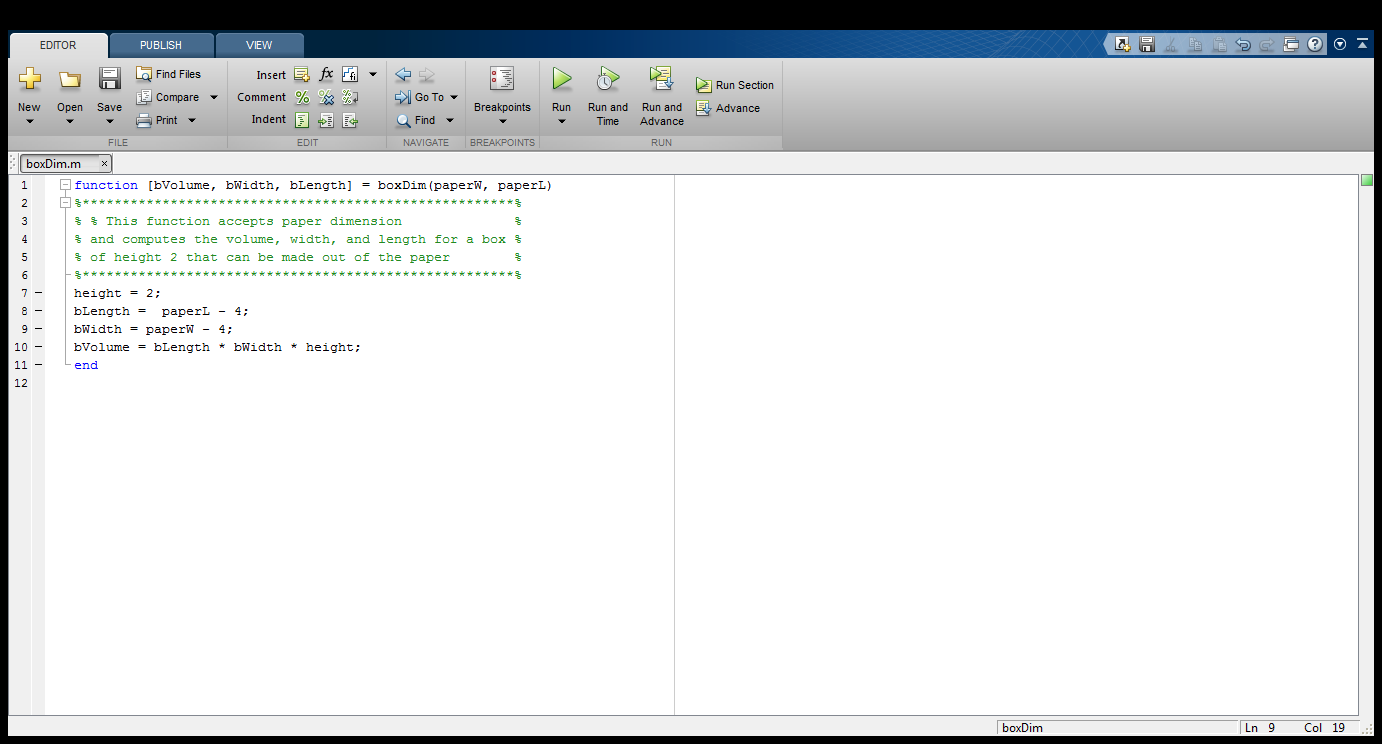 EDITOR PUBLISH VIEW
New Open Save Find Files Compare Print
Insert fx fi
Comment % %
Indent
Go To Find
Breakpoints
Run Run and Time Run and Advance Run Section Advance
FILE EDIT NAVIGATE BREAKPOINTS RUN
boxDim.m ×
1 function [bVolume, bWidth, bLength] = boxDim(paperW, paperL)
2 %******************************************************%
3 % % This function accepts paper dimension %
4 % and computes the volume, width, and length for a box %
5 % of height 2 that can be made out of the paper %
6 %******************************************************%
7 – height = 2;
8 – bLength =  paperL - 4;
9 – bWidth = paperW - 4;
10 – bVolume = bLength * bWidth * height;
11 – end
12
boxDim Ln 9 Col 19